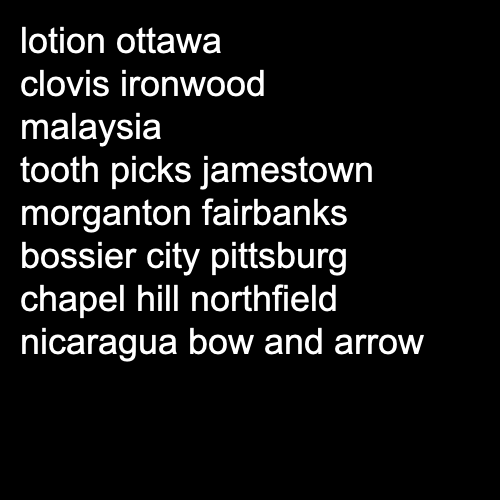 lotion ottawa
clovis ironwood
malaysia
tooth picks jamestown
morganton fairbanks
bossier city pittsburg
chapel hill northfield
nicaragua bow and arrow